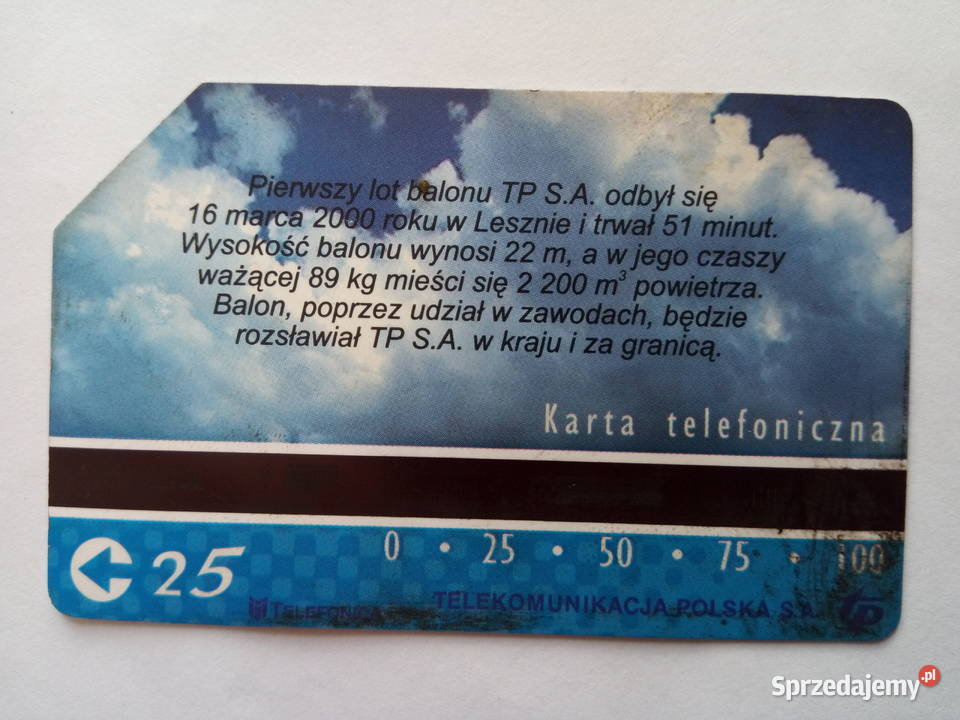 Pierwszy lot balonu TP S.A. odbył się
16 marca 2000 roku w Lesznie i trwał 51 minut.
Wysokość balonu wynosi 22 m, a w jego czaszy
ważącej 89 kg mieści się 2 200 m³ powietrza.
Balon, poprzez udział w zawodach, będzie
rozsławiał TP S.A. w kraju i za granicą.
Karta telefoniczna
0 • 25 • 50 • 75 • 100
25
TELEFONICA TELEKOMUNIKACJA POLSKA S.A. TP
Sprzedajemy.pl